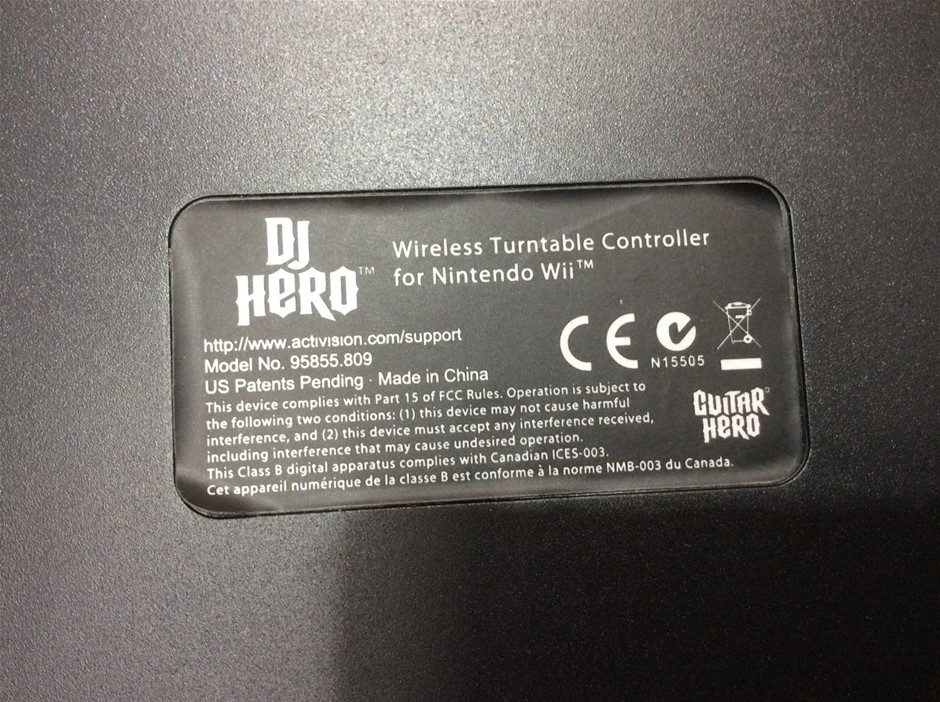 DJ
HERO™
Wireless Turntable Controller
for Nintendo Wii™
http://www.activision.com/support
Model No. 95855.809
US Patents Pending · Made in China
CE
N15505
This device complies with Part 15 of FCC Rules. Operation is subject to
the following two conditions: (1) this device may not cause harmful
interference, and (2) this device must accept any interference received,
including interference that may cause undesired operation.
This Class B digital apparatus complies with Canadian ICES-003.
Cet appareil numérique de la classe B est conforme à la norme NMB-003 du Canada.
GUITAR
HERO